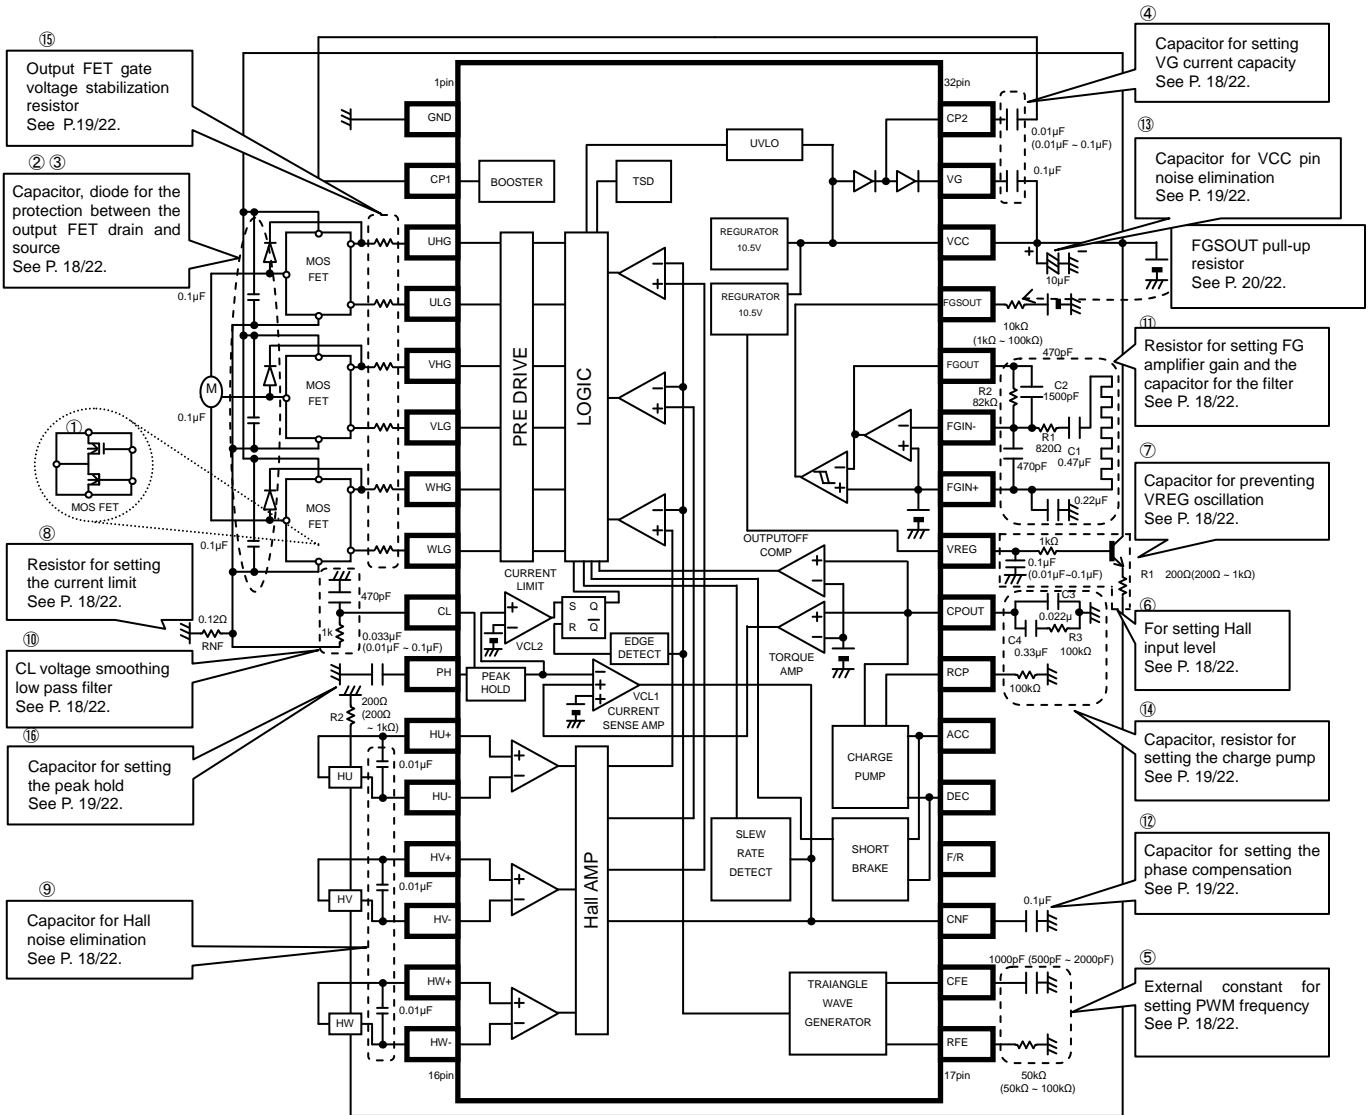 ⑮
Output FET gate
voltage stabilization
resistor
See P.19/22.
② ③
Capacitor, diode for the
protection between the
output FET drain and
source
See P. 18/22.
①
MOS FET
⑧
Resistor for setting
the current limit
See P. 18/22.
⑩
CL voltage smoothing
low pass filter
See P. 18/22.
⑯
Capacitor for setting
the peak hold
See P. 19/22.
⑨
Capacitor for Hall
noise elimination
See P. 18/22.
0.1µF
M
0.1µF
0.1µF
MOS
FET
MOS
FET
MOS
FET
0.12Ω
RNF
470pF
1k
0.033µF
(0.01µF ~ 0.1µF)
R2
200Ω
(200Ω
~ 1kΩ)
0.01µF
HU
0.01µF
HV
0.01µF
HW
1pin
GND
CP1
UHG
ULG
VHG
VLG
WHG
WLG
CL
PH
HU+
HU-
HV+
HV-
HW+
HW-
16pin
BOOSTER
PRE DRIVE
LOGIC
TSD
UVLO
REGURATOR
10.5V
REGURATOR
10.5V
OUTPUTOFF
COMP
CURRENT
LIMIT
S Q
R Q
VCL2
EDGE
DETECT
TORQUE
AMP
PEAK
HOLD
VCL1
CURRENT
SENSE AMP
Hall AMP
CHARGE
PUMP
SLEW
RATE
DETECT
SHORT
BRAKE
TRAIANGLE
WAVE
GENERATOR
32pin
CP2
VG
VCC
FGSOUT
FGOUT
FGIN-
FGIN+
VREG
CPOUT
RCP
ACC
DEC
F/R
CNF
CFE
RFE
17pin
0.01µF
(0.01µF ~ 0.1µF)
0.1µF
+
-
10µF
10kΩ
(1kΩ ~ 100kΩ)
470pF
C2
1500pF
R2
82kΩ
R1
820Ω
C1
0.47µF
470pF
0.22µF
1kΩ
0.1µF
(0.01µF~0.1µF)
R1 200Ω(200Ω ~ 1kΩ)
C3
0.022µ
C4
0.33µF
R3
100kΩ
100kΩ
0.1µF
1000pF (500pF ~ 2000pF)
50kΩ
(50kΩ ~ 100kΩ)
④
Capacitor for setting
VG current capacity
See P. 18/22.
⑬
Capacitor for VCC pin
noise elimination
See P. 19/22.
FGSOUT pull-up
resistor
See P. 20/22.
⑪
Resistor for setting FG
amplifier gain and the
capacitor for the filter
See P. 18/22.
⑦
Capacitor for preventing
VREG oscillation
See P. 18/22.
⑥
For setting Hall
input level
See P. 18/22.
⑭
Capacitor, resistor for
setting the charge pump
See P. 19/22.
⑫
Capacitor for setting the
phase compensation
See P. 19/22.
⑤
External constant for
setting PWM frequency
See P. 18/22.